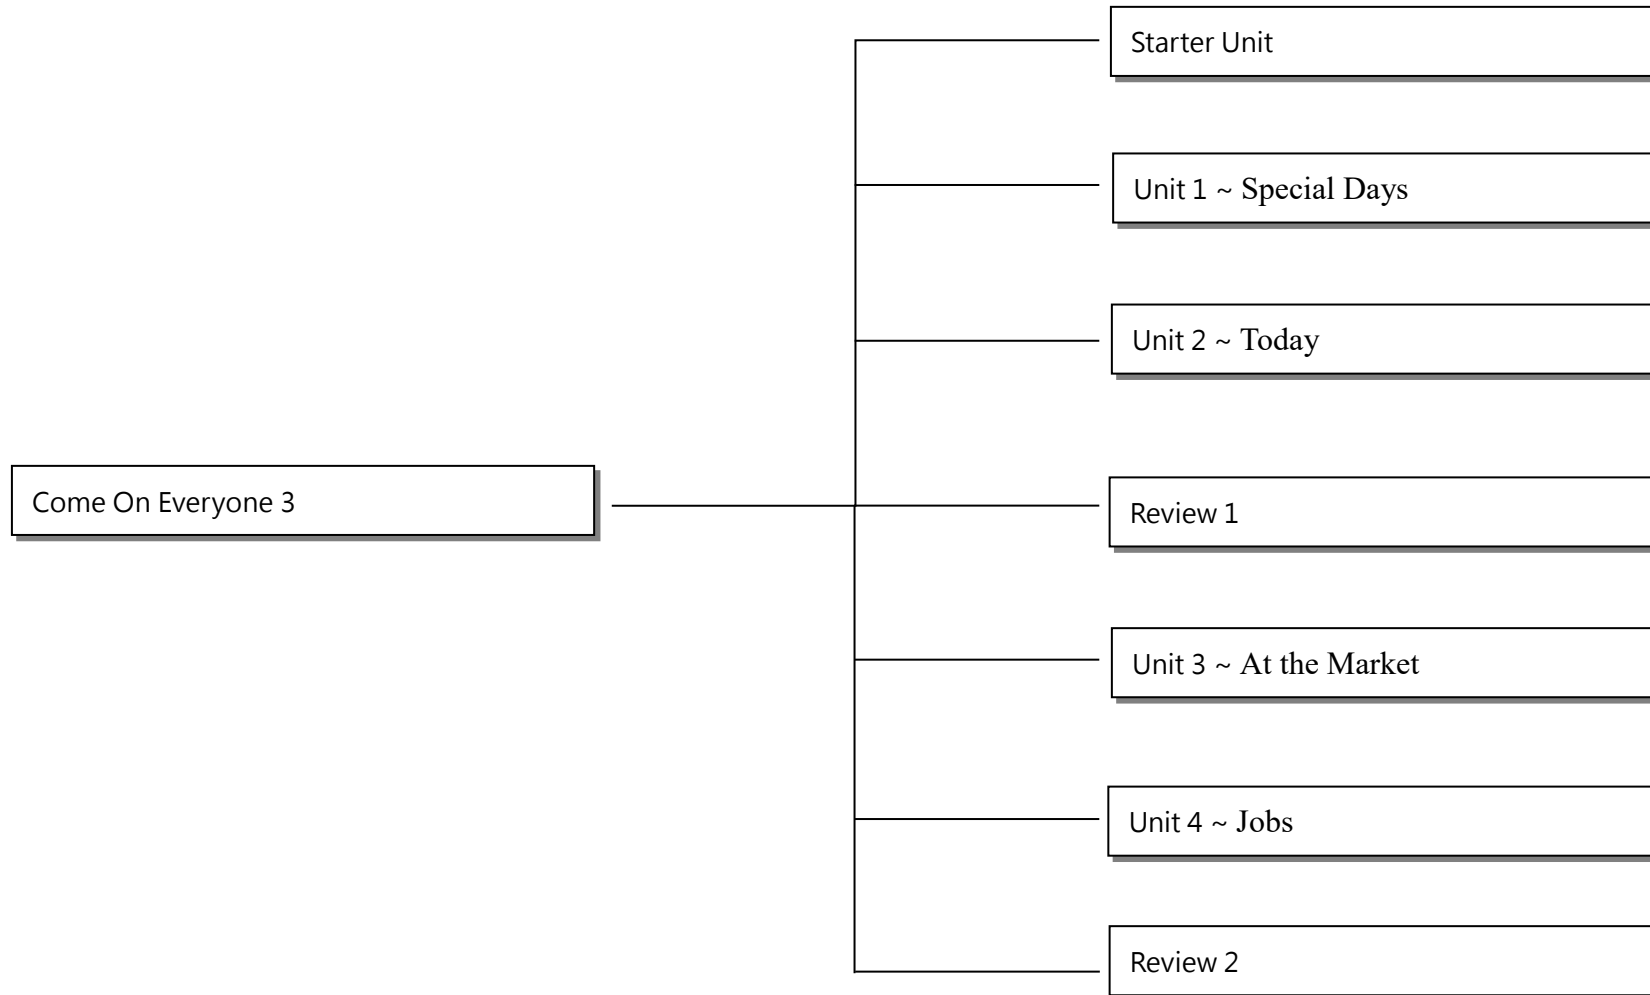 Starter Unit
Unit 1 ~ Special Days
Unit 2 ~ Today
Come On Everyone 3
Review 1
Unit 3 ~ At the Market
Unit 4 ~ Jobs
Review 2